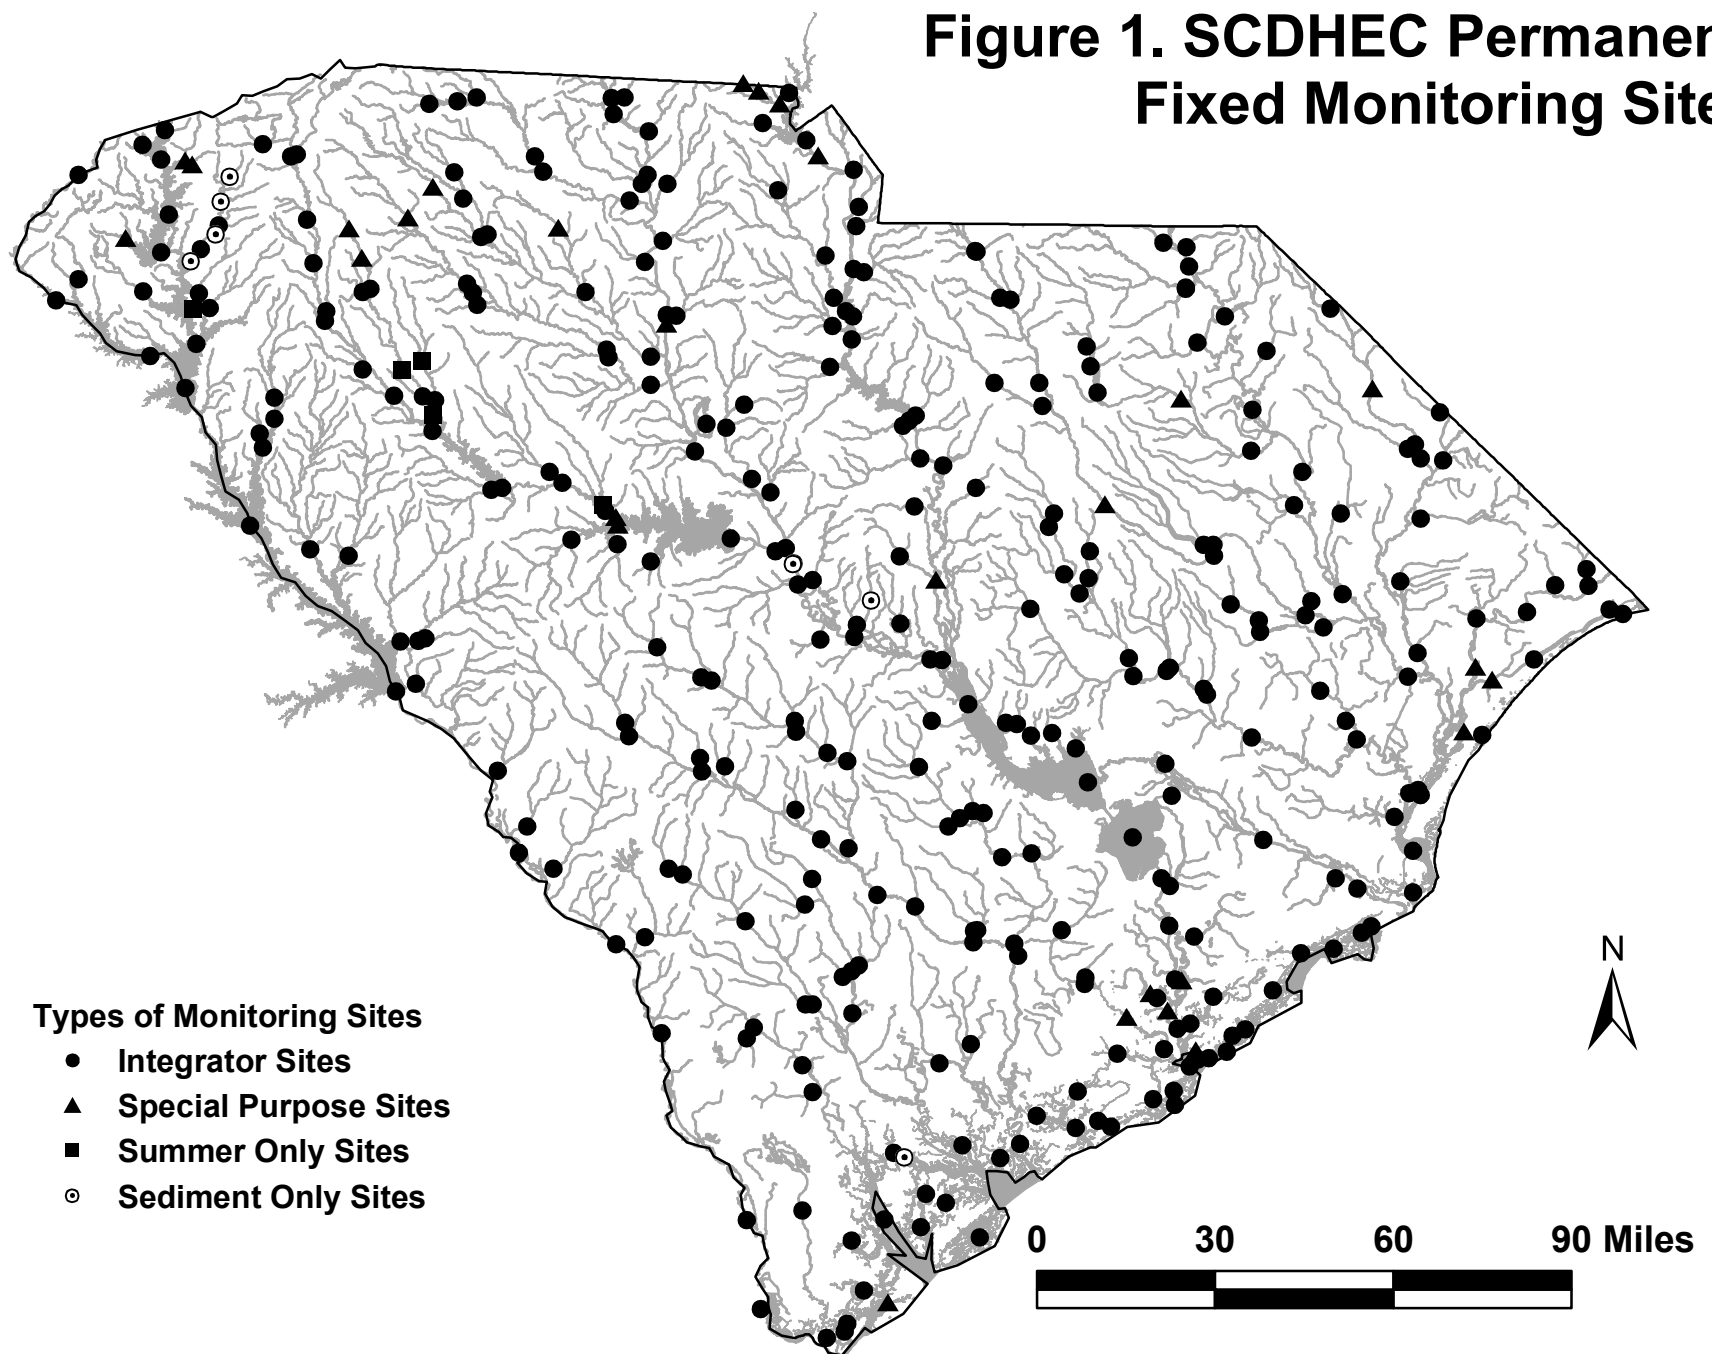 Figure 1. SCDHEC Permanen
Fixed Monitoring Site
N
Types of Monitoring Sites
Integrator Sites
Special Purpose Sites
Summer Only Sites
Sediment Only Sites
0 30 60 90 Miles